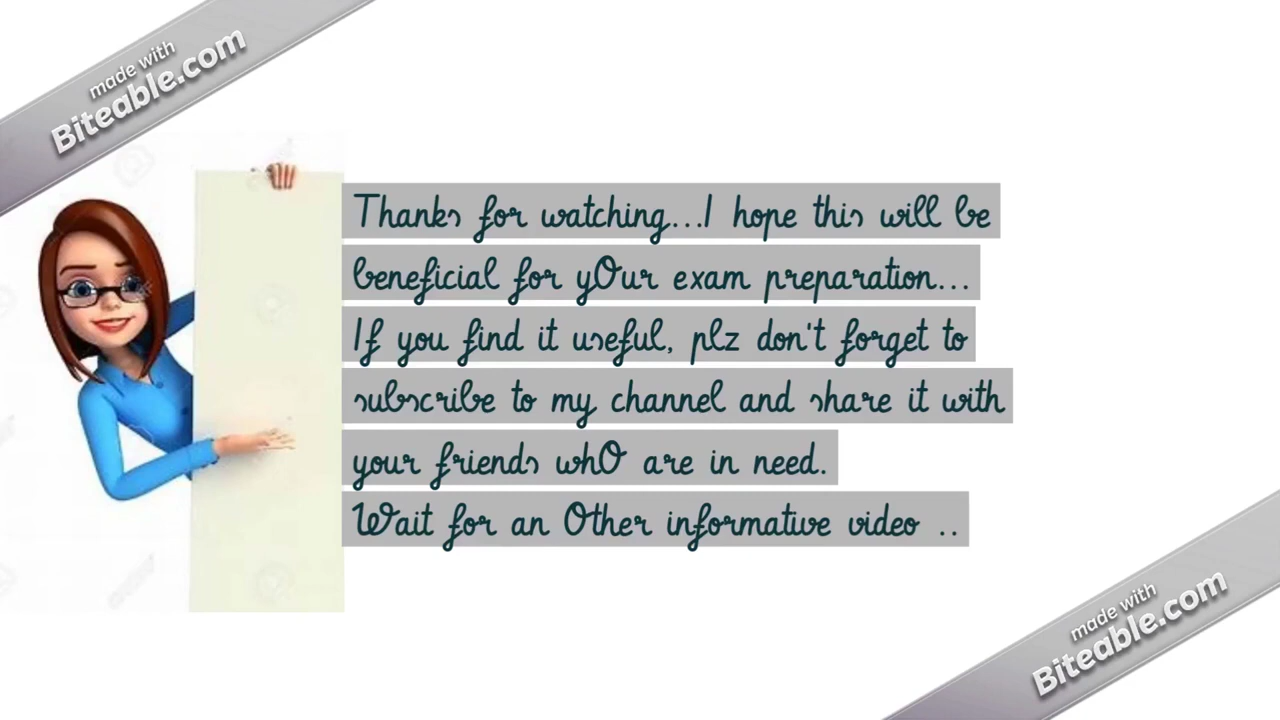 made with
Biteable.com
Thanks for watching...I hope this will be
beneficial for yOur exam preparation...
If you find it useful, plz don't forget to
subscribe to my channel and share it with
your friends whO are in need.
Wait for an Other informative video ..
made with
Biteable.com